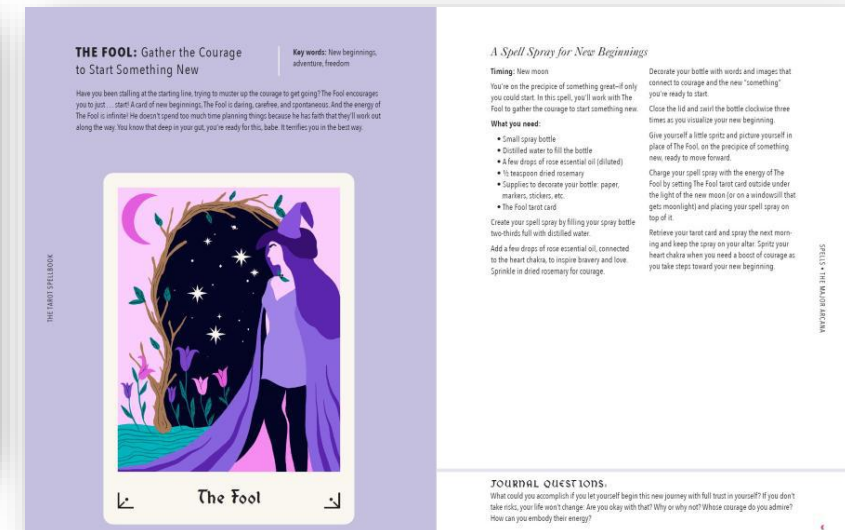 THE FOOL: Gather the Courage
to Start Something New
Key words: New beginnings,
adventure, freedom
Have you been stalling at the starting line, trying to muster up the courage to get going? The Fool encourages
you to just . . . start! A card of new beginnings, The Fool is daring, carefree, and spontaneous. And the energy of
The Fool is infinite! He doesn't spend too much time planning things because he has faith that they'll work out
along the way. You know that deep in your gut, you're ready for this, babe. It terrifies you in the best way.
THE TAROT SPELLBOOK
The Fool
A Spell Spray for New Beginnings
Timing: New moon
You're on the precipice of something great—if only
you could start. In this spell, you'll work with The
Fool to gather the courage to start something new.
What you need:
• Small spray bottle
• Distilled water to fill the bottle
• A few drops of rose essential oil (diluted)
• ½ teaspoon dried rosemary
• Supplies to decorate your bottle: paper,
markers, stickers, etc.
• The Fool tarot card
Create your spell spray by filling your spray bottle
two-thirds full with distilled water.
Add a few drops of rose essential oil, connected
to the heart chakra, to inspire bravery and love.
Sprinkle in dried rosemary for courage.
Decorate your bottle with words and images that
connect to courage and the new "something"
you're ready to start.
Close the lid and swirl the bottle clockwise three
times as you visualize your new beginning.
Give yourself a little spritz and picture yourself in
place of The Fool, on the precipice of something
new, ready to move forward.
Charge your spell spray with the energy of The
Fool by setting The Fool tarot card outside under
the light of the new moon (or on a windowsill that
gets moonlight) and placing your spell spray on
top of it.
Retrieve your tarot card and spray the next morn-
ing and keep the spray on your altar. Spritz your
heart chakra when you need a boost of courage as
you take steps toward your new beginning.
SPELLS • THE MAJOR ARCANA
JOURNAL QUESTIONS:
What could you accomplish if you let yourself begin this new journey with full trust in yourself? If you don't
take risks, your life won't change: Are you okay with that? Why or why not? Whose courage do you admire?
How can you embody their energy?